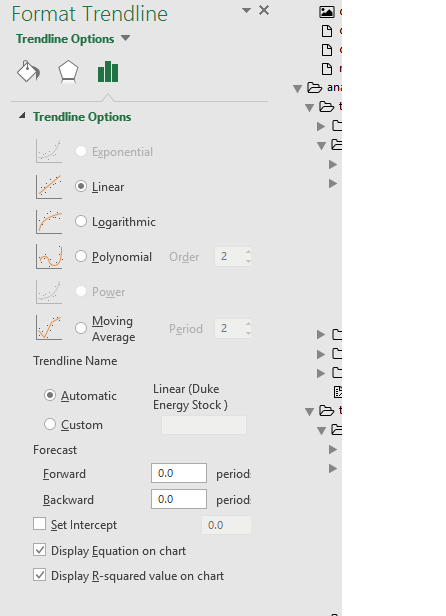 Format Trendline
Trendline Options
Trendline Options
Exponential
Linear
Logarithmic
Polynomial Order 2
Power
Moving Average Period 2
Trendline Name
Automatic Linear (Duke Energy Stock )
Custom
Forecast
Forward 0.0 period
Backward 0.0 period
Set Intercept 0.0
Display Equation on chart
Display R-squared value on chart
ana